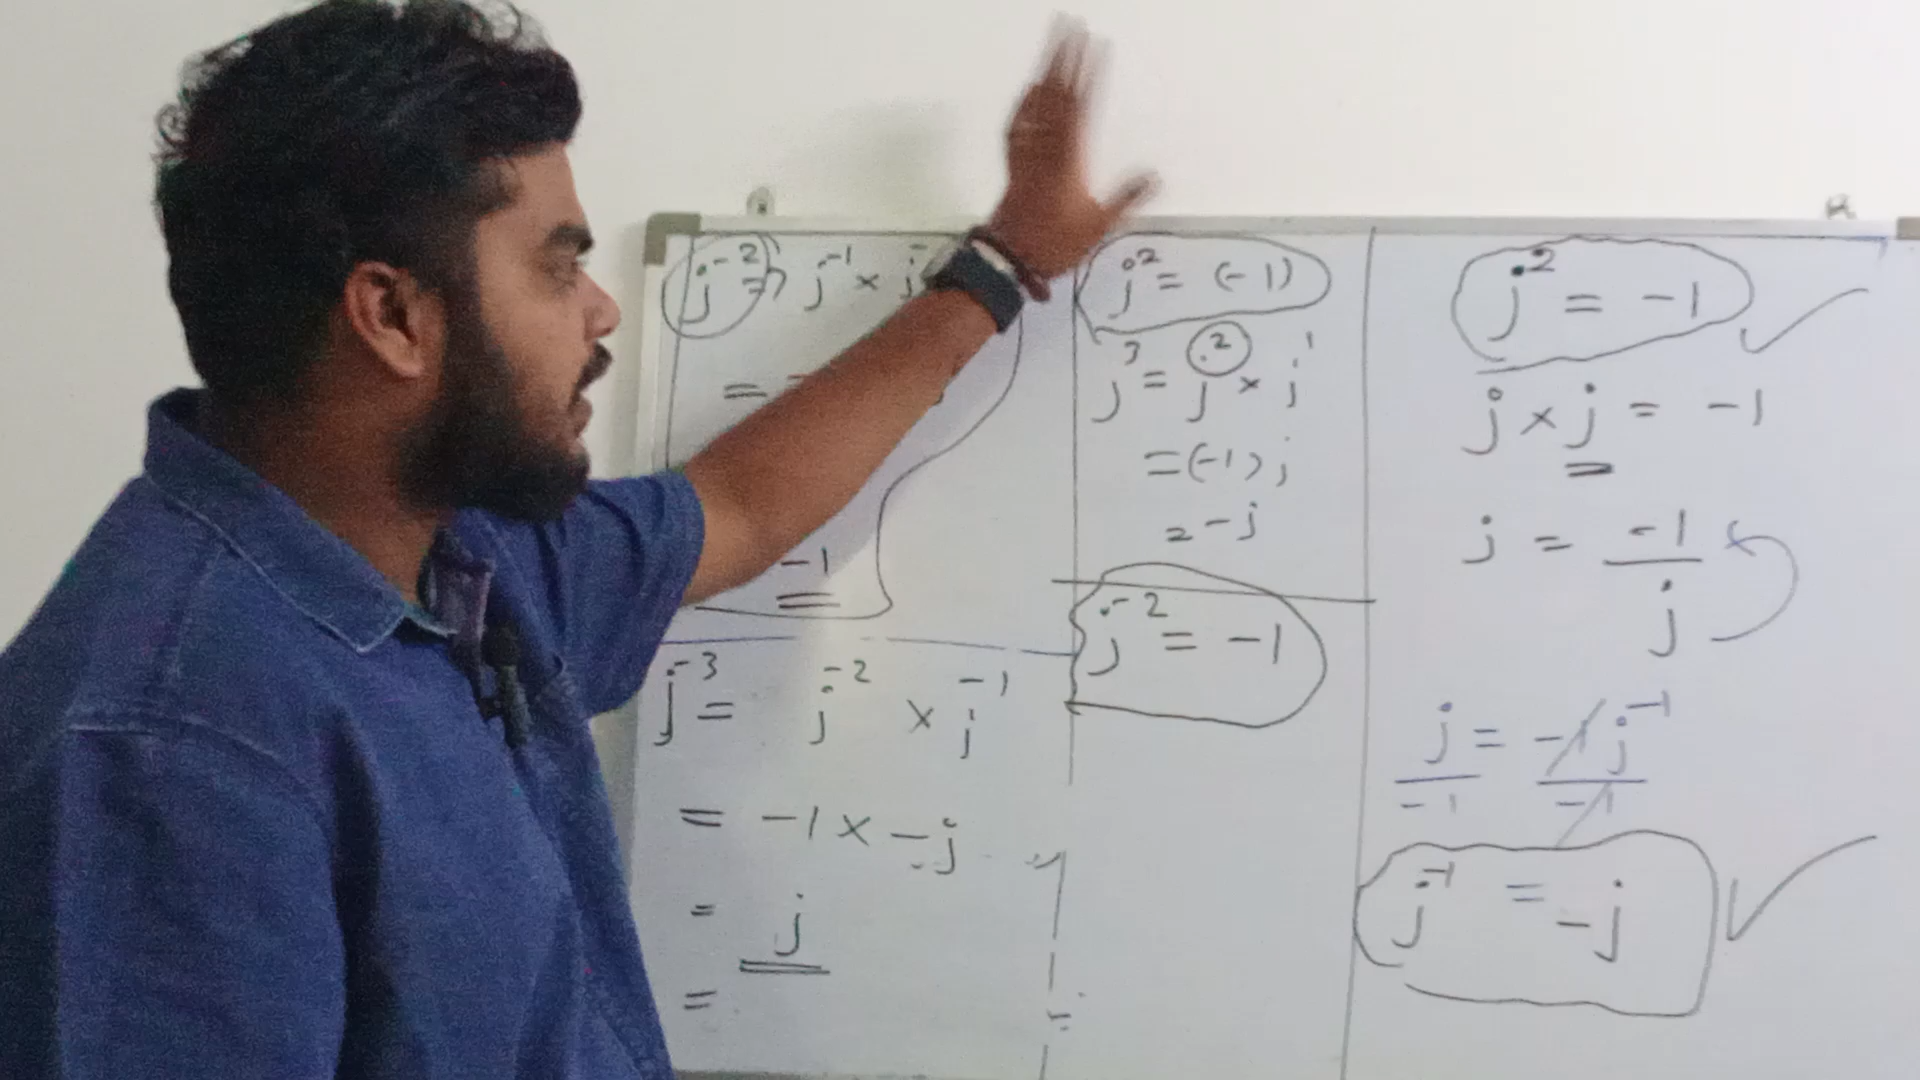 j⁻² = j⁻¹ × j
=
-1
j⁻³ = j⁻² × j⁻¹
= -1 × -j
= j
=
j² = (-1)
j³ = j² × j¹
= (-1) j
= -j
j⁻² = -1
j² = -1
j × j = -1
j = -1/j
j/-1 = -1 j⁻¹/-1
j⁻¹ = -j